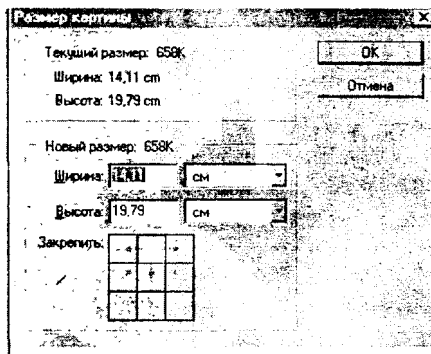 Размер картины
Текущий размер: 658K
OK
Ширина: 14,11 cm
Отмена
Высота: 19,79 cm
Новый размер: 658K
Ширина: 14,11 см
Высота: 19,79 см
Закрепить: